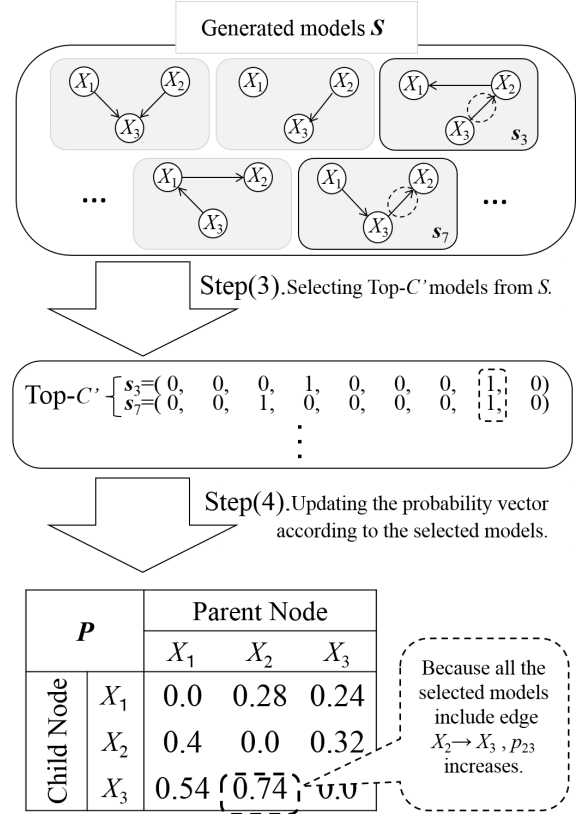 Generated models S
X1 X2 X3
X1 X2 X3
X1 X2 X3 s3
... X1 X2 X3
X1 X2 X3 s7 ...
Step(3).Selecting Top-C’ models from S.
Top-C’
s3=( 0, 0, 0, 1, 0, 0, 0, 1, 0)
s7=( 0, 0, 1, 0, 0, 0, 0, 1, 0)
Step(4).Updating the probability vector
according to the selected models.
P
Parent Node
X1 X2 X3
Child Node
X1 0.0 0.28 0.24
X2 0.4 0.0 0.32
X3 0.54 0.74 0.0
Because all the
selected models
include edge
X2→ X3 , p23
increases.